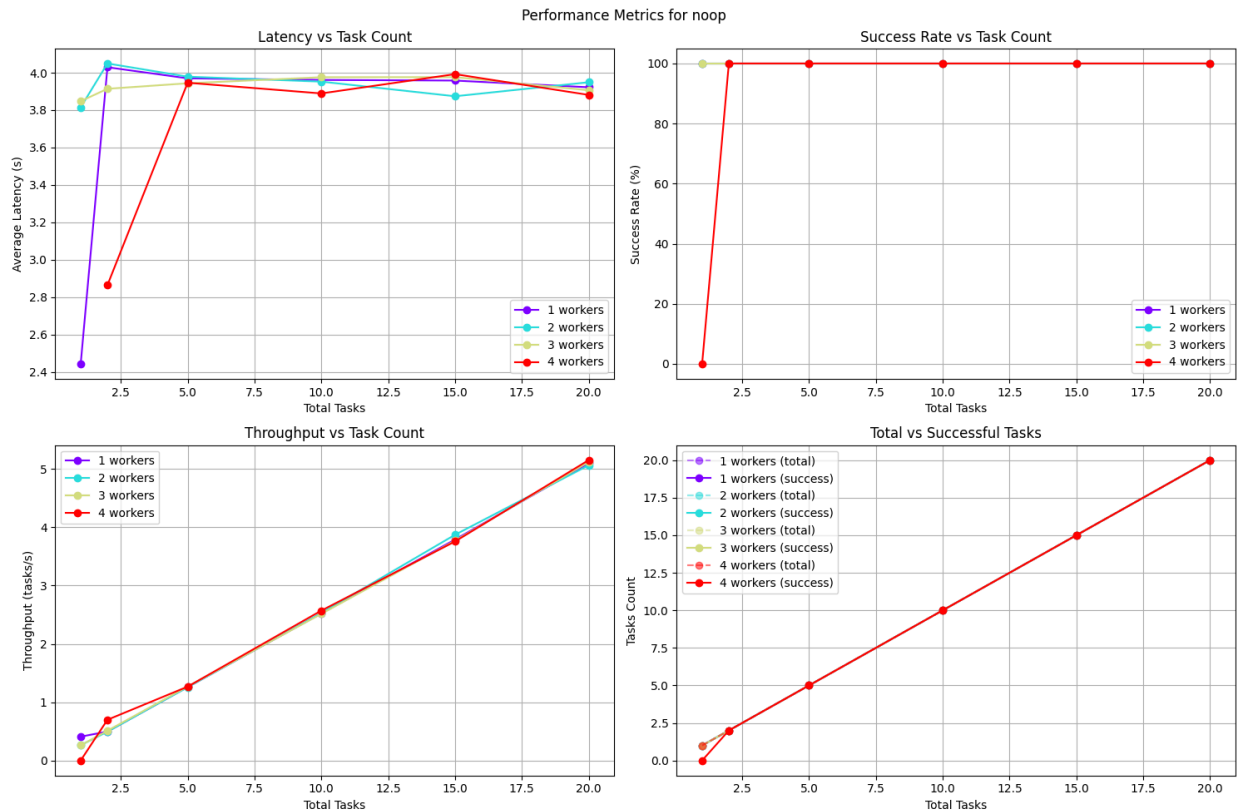 Performance Metrics for noop
Latency vs Task Count
Average Latency (s)
4.0
3.8
3.6
3.4
3.2
3.0
2.8
2.6
2.4
2.5 5.0 7.5 10.0 12.5 15.0 17.5 20.0
Total Tasks
1 workers
2 workers
3 workers
4 workers
Success Rate vs Task Count
Success Rate (%)
100
80
60
40
20
0
2.5 5.0 7.5 10.0 12.5 15.0 17.5 20.0
Total Tasks
1 workers
2 workers
3 workers
4 workers
Throughput vs Task Count
Throughput (tasks/s)
5
4
3
2
1
0
2.5 5.0 7.5 10.0 12.5 15.0 17.5 20.0
Total Tasks
1 workers
2 workers
3 workers
4 workers
Total vs Successful Tasks
Tasks Count
20.0
17.5
15.0
12.5
10.0
7.5
5.0
2.5
0.0
2.5 5.0 7.5 10.0 12.5 15.0 17.5 20.0
Total Tasks
1 workers (total)
1 workers (success)
2 workers (total)
2 workers (success)
3 workers (total)
3 workers (success)
4 workers (total)
4 workers (success)